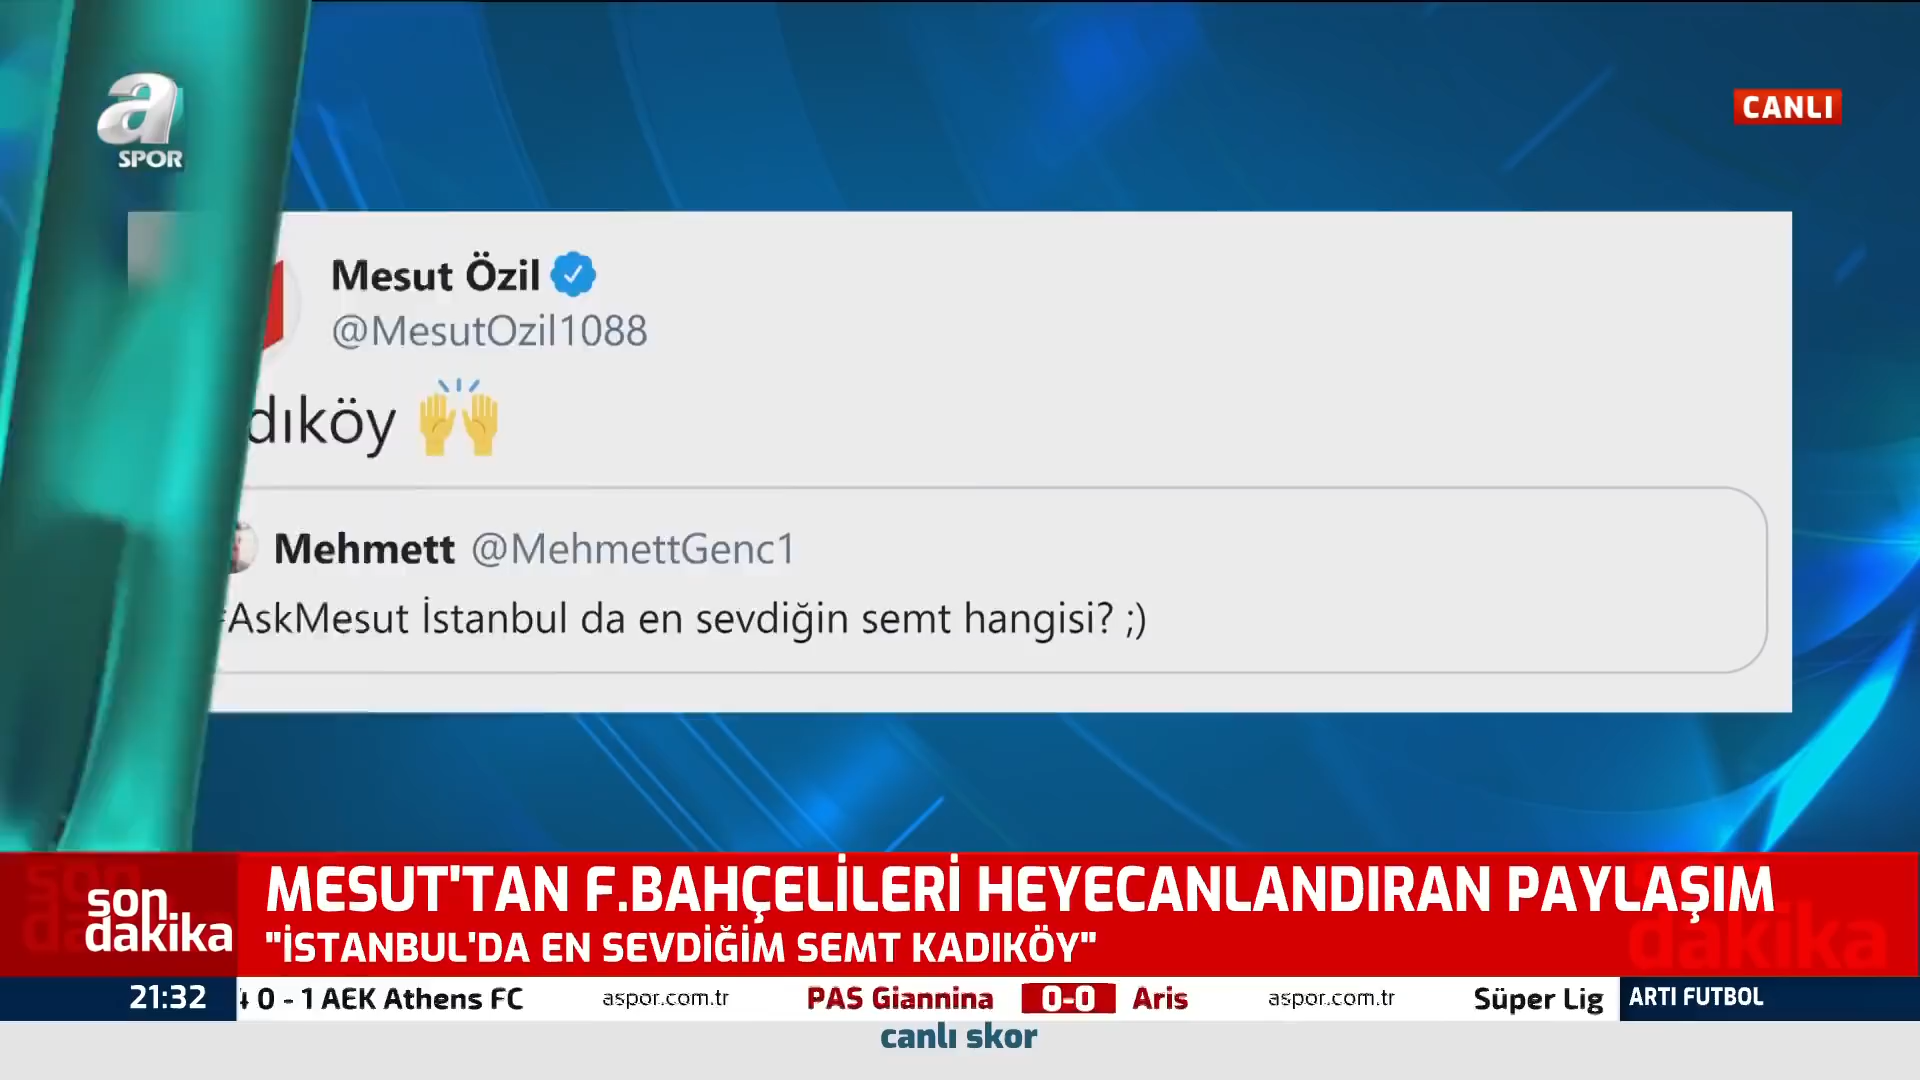 a
SPOR
CANLI
Mesut Özil
@MesutOzil1088
dıköy 🙌
Mehmett @MehmettGenc1
#AskMesut İstanbul da en sevdiğin semt hangisi? ;)
son dakika
MESUT'TAN F.BAHÇELİLERİ HEYECANLANDIRAN PAYLAŞIM
"İSTANBUL'DA EN SEVDİĞİM SEMT KADIKÖY"
dakika
21:32
0 - 1 AEK Athens FC aspor.com.tr PAS Giannina 0-0 Aris aspor.com.tr Süper Lig
ARTI FUTBOL
canlı skor